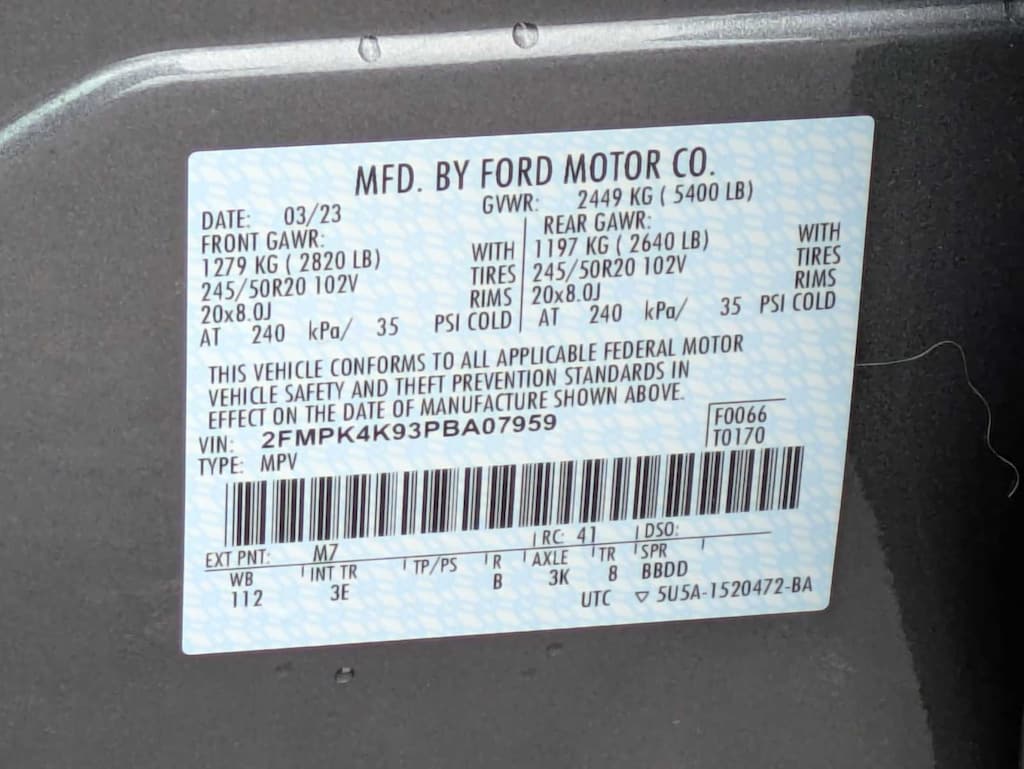 MFD. BY FORD MOTOR CO.
DATE: 03/23 GVWR: 2449 KG ( 5400 LB)
FRONT GAWR: REAR GAWR:
1279 KG ( 2820 LB) WITH 1197 KG ( 2640 LB) WITH
245/50R20 102V TIRES 245/50R20 102V TIRES
20x8.0J RIMS 20x8.0J RIMS
AT 240 kPa/ 35 PSI COLD AT 240 kPa/ 35 PSI COLD
THIS VEHICLE CONFORMS TO ALL APPLICABLE FEDERAL MOTOR
VEHICLE SAFETY AND THEFT PREVENTION STANDARDS IN
EFFECT ON THE DATE OF MANUFACTURE SHOWN ABOVE.
VIN: 2FMPK4K93PBA07959 F0066
TYPE: MPV T0170
EXT PNT: M7 RC: 41 DSO:
WB INT TR TP/PS R AXLE TR SPR
112 3E B 3K 8 BBDD
UTC ▽ 5U5A-1520472-BA